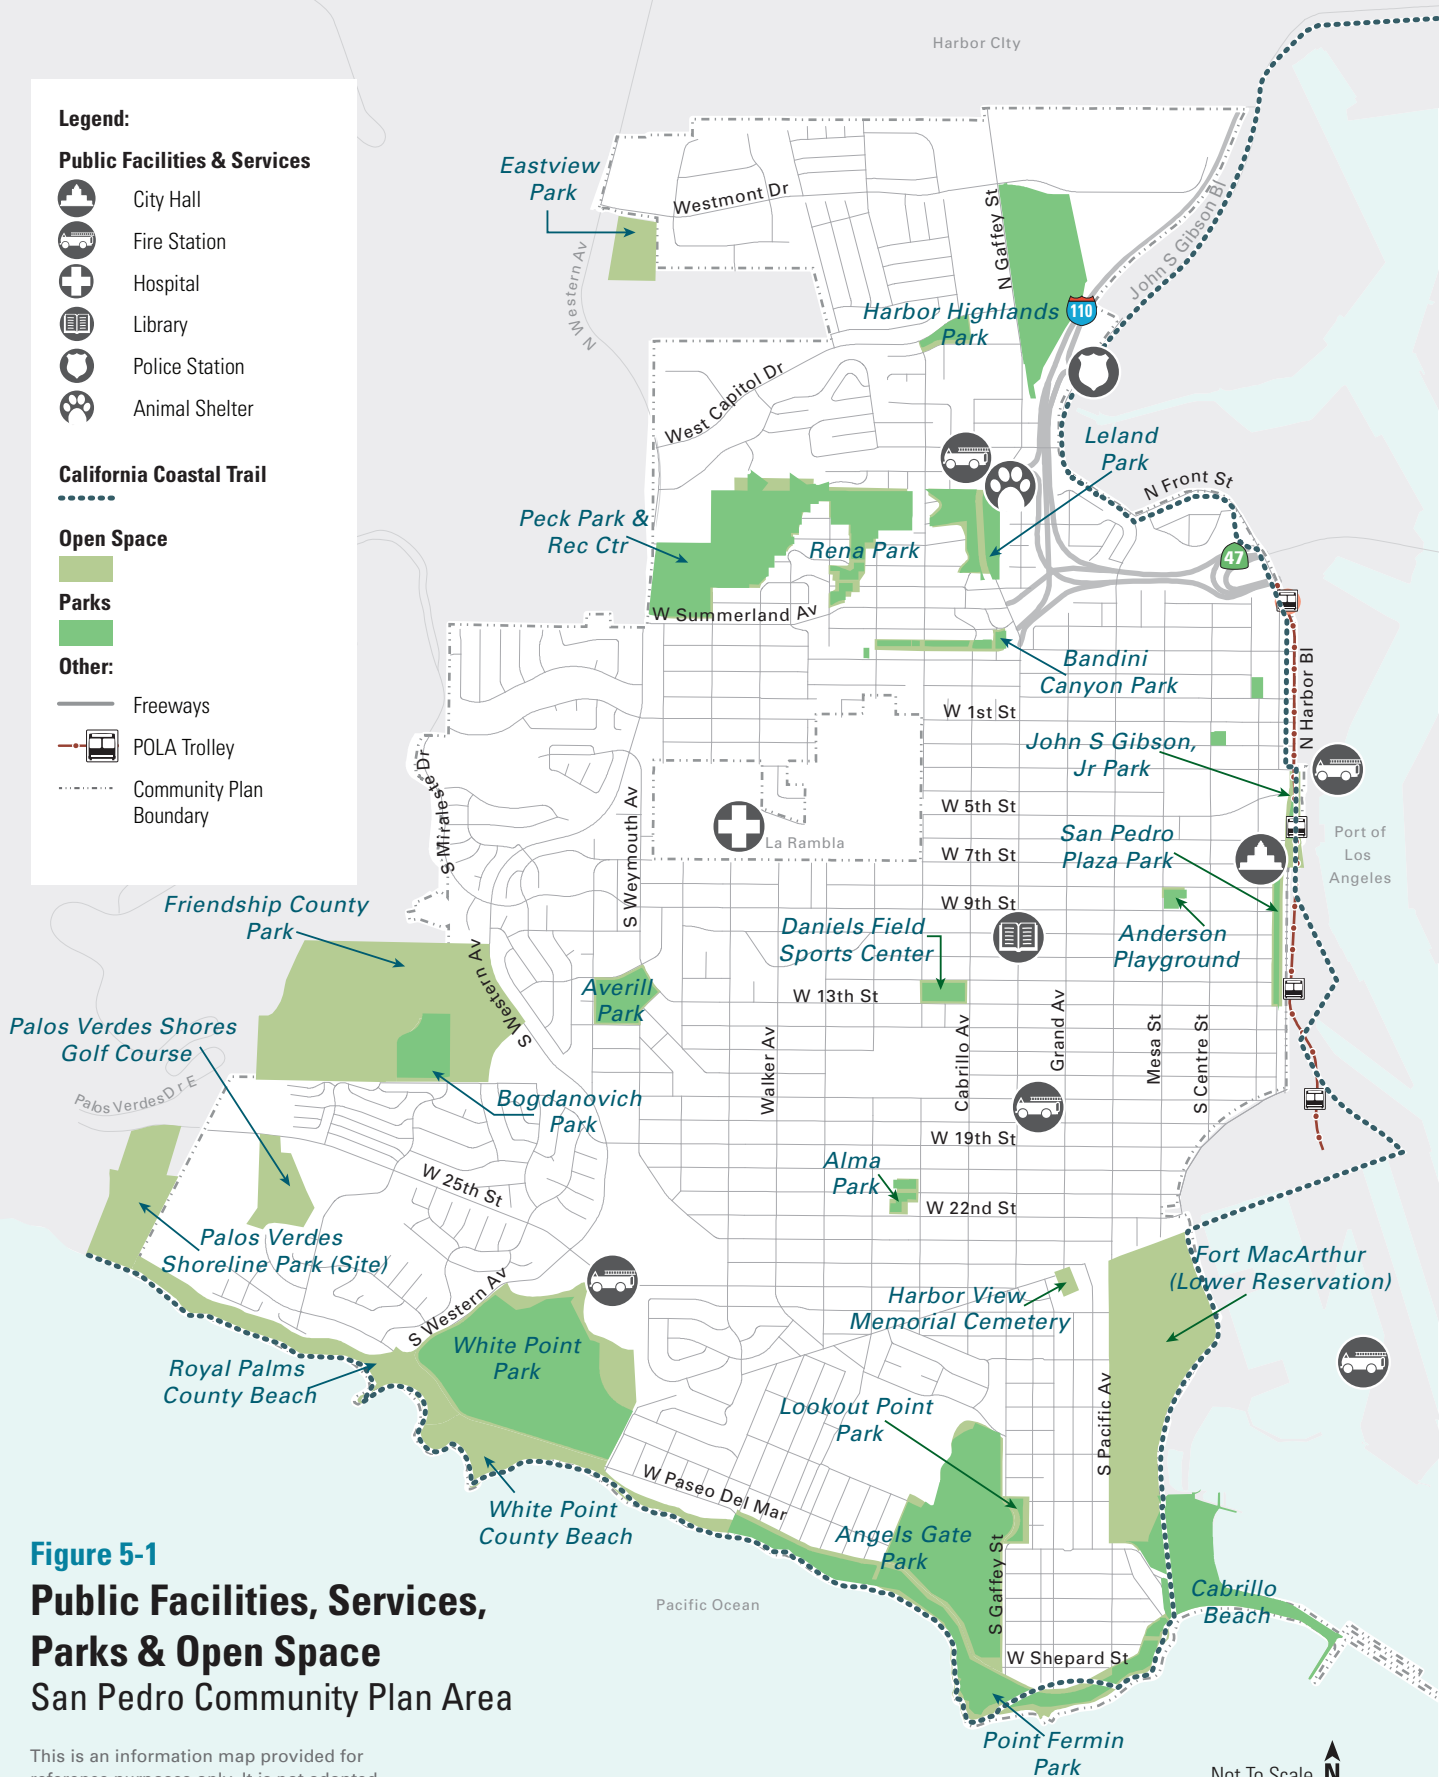 Harbor CIty
Legend:
Public Facilities & Services
City Hall
Fire Station
Hospital
Library
Police Station
Animal Shelter
California Coastal Trail
Open Space
Parks
Other:
Freeways
POLA Trolley
Community Plan
Boundary
Eastview
Park
Westmont Dr
N Gaffey St
John S Gibson Bl
N Western Av
Harbor Highlands
Park
110
West Capitol Dr
Leland
Park
N Front St
Peck Park &
Rec Ctr
Rena Park
47
W Summerland Av
Bandini
Canyon Park
N Harbor Bl
W 1st St
John S Gibson,
Jr Park
S Miraleste Dr
S Weymouth Av
W 5th St
La Rambla
W 7th St
San Pedro
Plaza Park
Port of
Los
Angeles
W 9th St
Friendship County
Park
Daniels Field
Sports Center
Anderson
Playground
S Western Av
Averill
Park
W 13th St
Palos Verdes Shores
Golf Course
Walker Av
Cabrillo Av
Grand Av
Mesa St
S Centre St
Palos Verdes Dr E
Bogdanovich
Park
W 19th St
W 25th St
Alma
Park
W 22nd St
Palos Verdes
Shoreline Park (Site)
Fort MacArthur
(Lower Reservation)
S Western Av
Harbor View
Memorial Cemetery
White Point
Park
Royal Palms
County Beach
Lookout Point
Park
S Pacific Av
W Paseo Del Mar
White Point
County Beach
Angels Gate
Park
S Gaffey St
Cabrillo
Beach
Pacific Ocean
W Shepard St
Point Fermin
Park
Figure 5-1
Public Facilities, Services,
Parks & Open Space
San Pedro Community Plan Area
This is an information map provided for
reference purposes only. It is not adopted
Not To Scale N